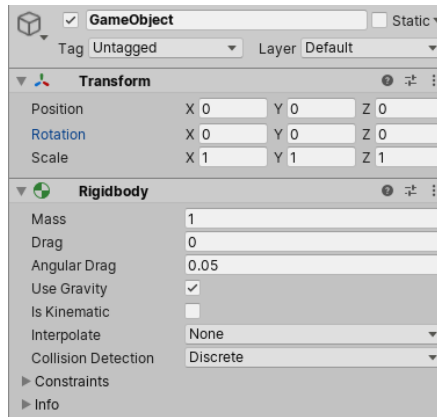 GameObject Static
Tag Untagged Layer Default
Transform
Position X 0 Y 0 Z 0
Rotation X 0 Y 0 Z 0
Scale X 1 Y 1 Z 1
Rigidbody
Mass 1
Drag 0
Angular Drag 0.05
Use Gravity
Is Kinematic
Interpolate None
Collision Detection Discrete
Constraints
Info